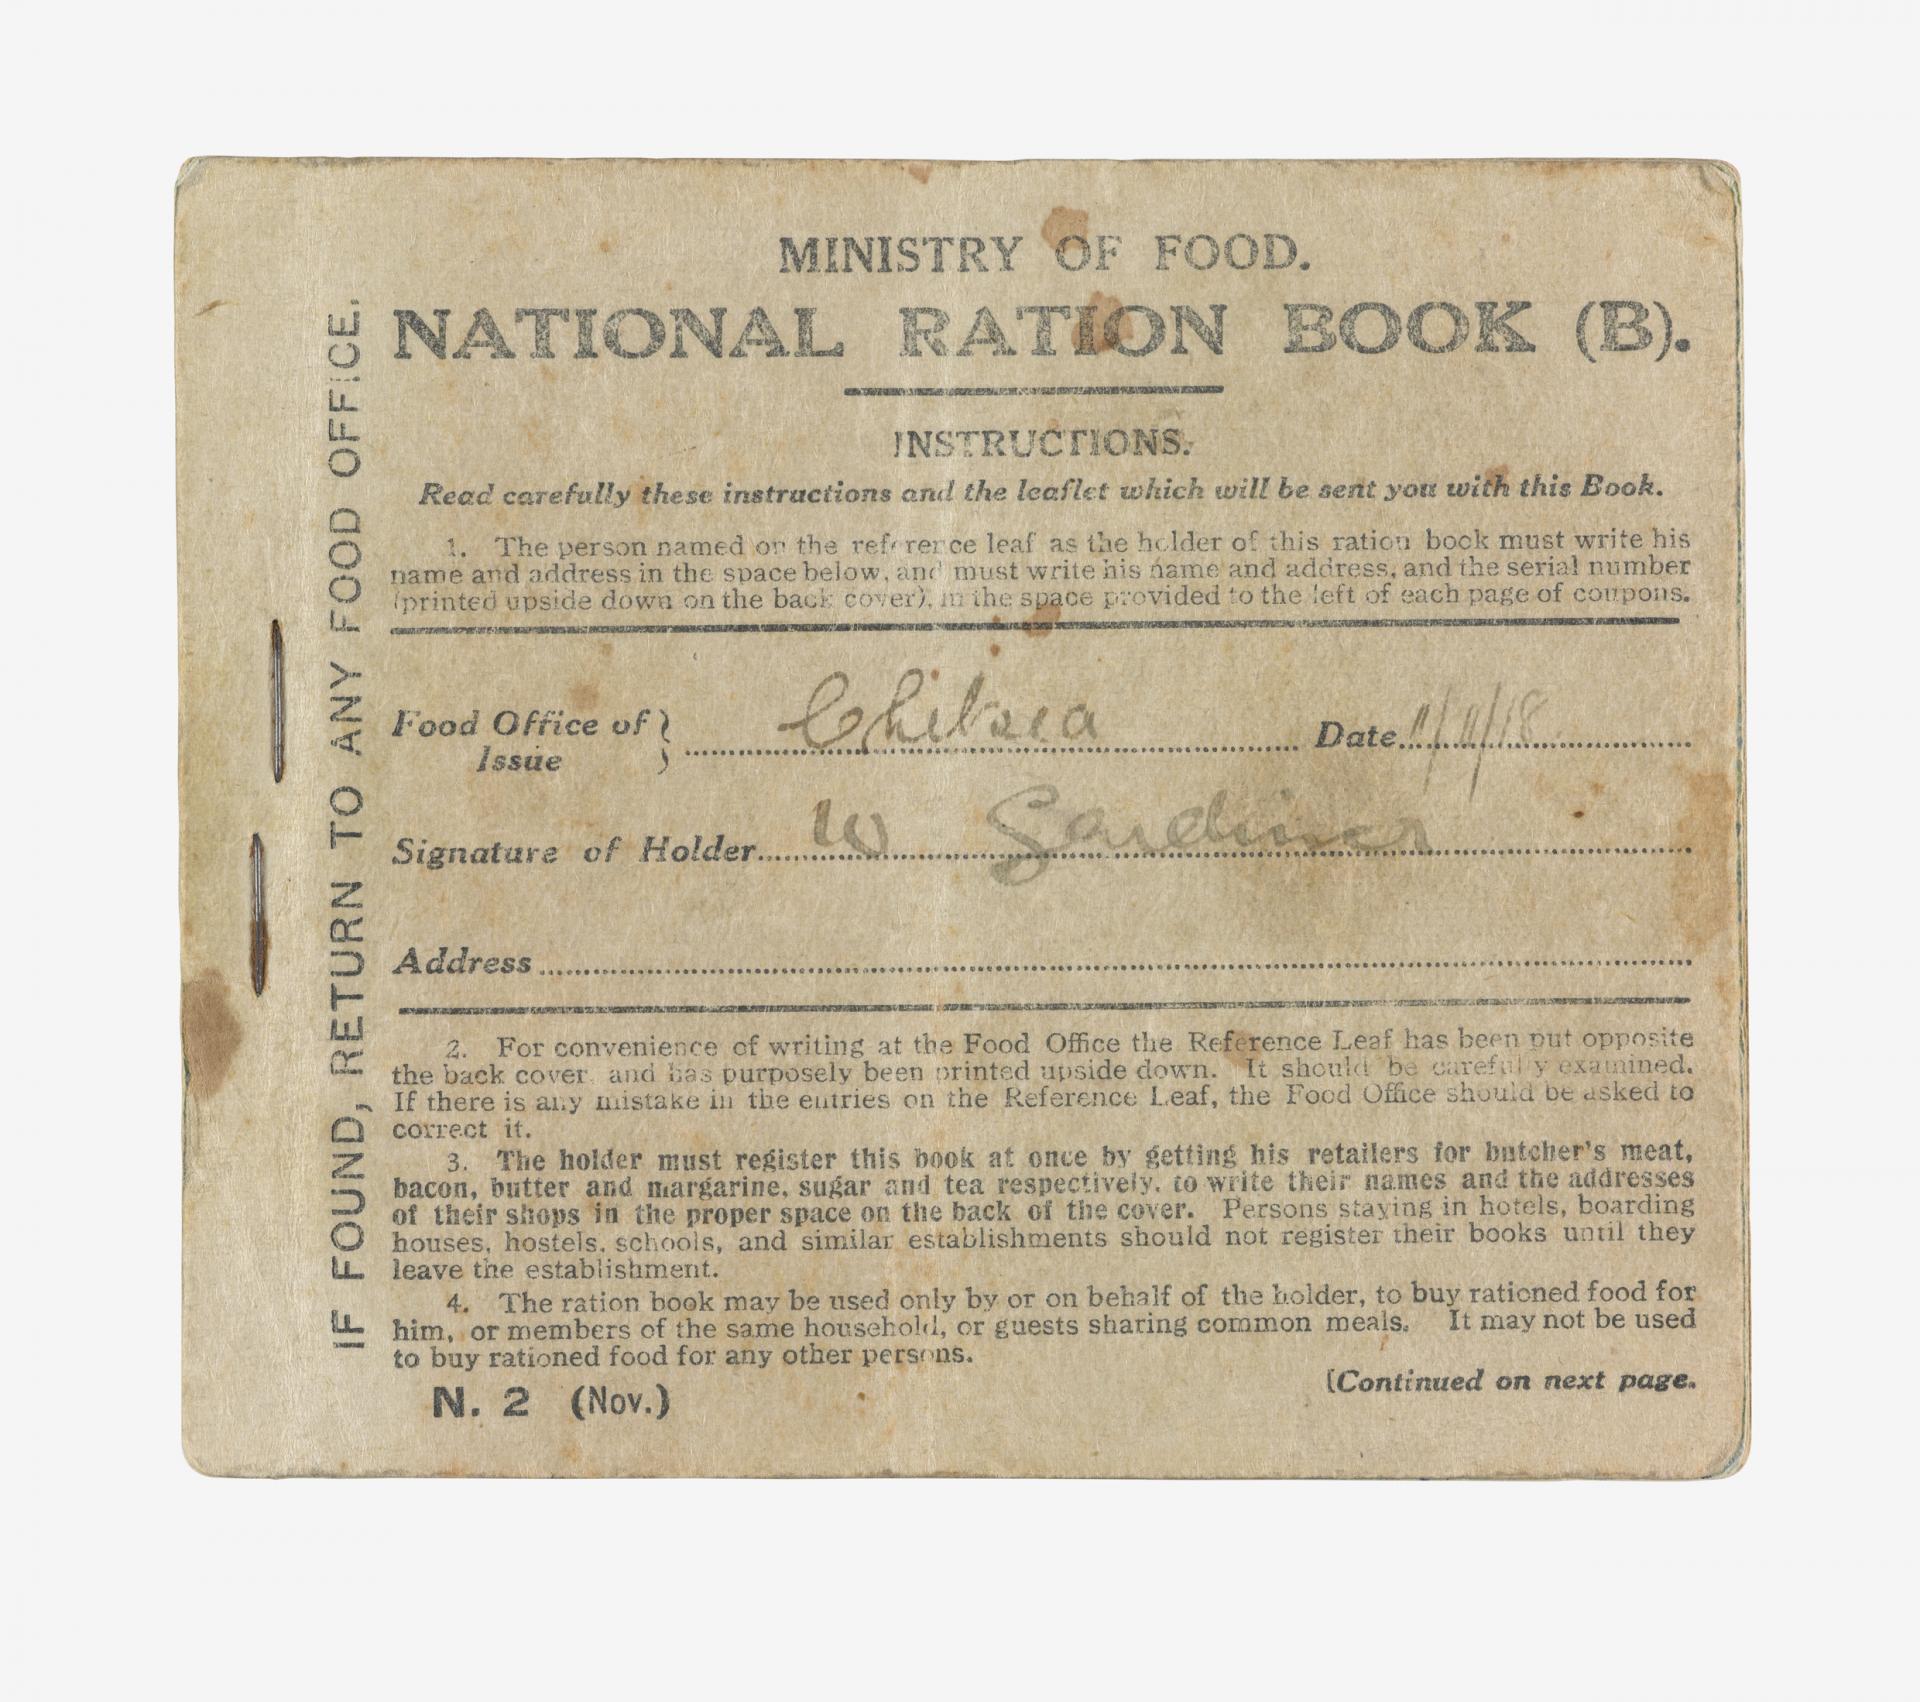 MINISTRY OF FOOD.
NATIONAL RATION BOOK (B).
INSTRUCTIONS.
Read carefully these instructions and the leaflet which will be sent you with this Book.
1. The person named on the reference leaf as the holder of this ration book must write his
name and address in the space below, and must write his name and address, and the serial number
(printed upside down on the back cover), in the space provided to the left of each page of coupons.
Food Office of } Chelsea Date 11/11/18
Issue
Signature of Holder W Gardiner
Address
2. For convenience of writing at the Food Office the Reference Leaf has been put opposite
the back cover, and has purposely been printed upside down. It should be carefully examined.
If there is any mistake in the entries on the Reference Leaf, the Food Office should be asked to
correct it.
3. The holder must register this book at once by getting his retailers for butcher's meat,
bacon, butter and margarine, sugar and tea respectively, to write their names and the addresses
of their shops in the proper space on the back of the cover. Persons staying in hotels, boarding
houses, hostels, schools, and similar establishments should not register their books until they
leave the establishment.
4. The ration book may be used only by or on behalf of the holder, to buy rationed food for
him, or members of the same household, or guests sharing common meals. It may not be used
to buy rationed food for any other persons.
[Continued on next page.
N. 2 (Nov.)
IF FOUND, RETURN TO ANY FOOD OFFICE.